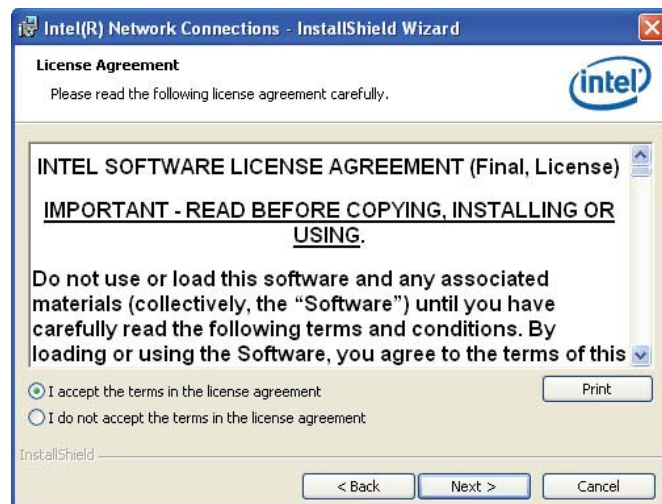 Intel(R) Network Connections - InstallShield Wizard
License Agreement
Please read the following license agreement carefully.
intel
INTEL SOFTWARE LICENSE AGREEMENT (Final, License)
IMPORTANT - READ BEFORE COPYING, INSTALLING OR
USING.
Do not use or load this software and any associated
materials (collectively, the “Software”) until you have
carefully read the following terms and conditions. By
loading or using the Software, you agree to the terms of this
I accept the terms in the license agreement
Print
I do not accept the terms in the license agreement
InstallShield
< Back
Next >
Cancel